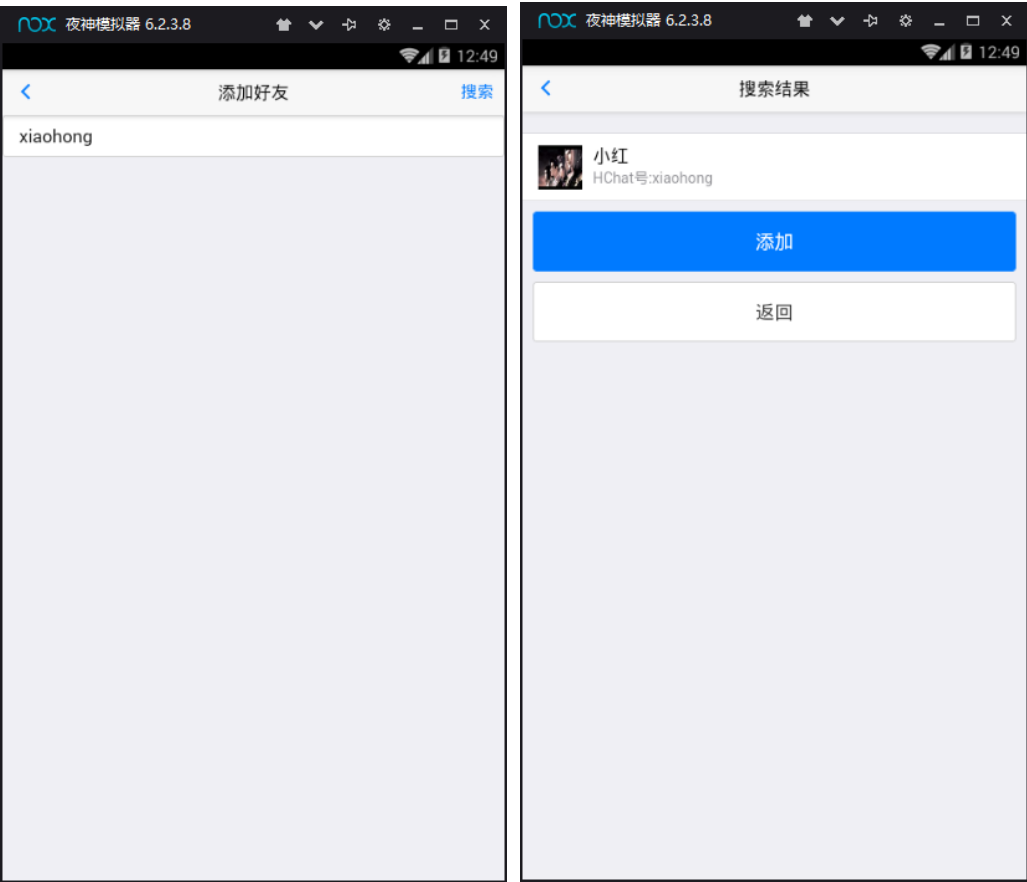 nox 夜神模拟器 6.2.3.8
12:49
添加好友 搜索
xiaohong
nox 夜神模拟器 6.2.3.8
12:49
搜索结果
小红
HChat号:xiaohong
添加
返回